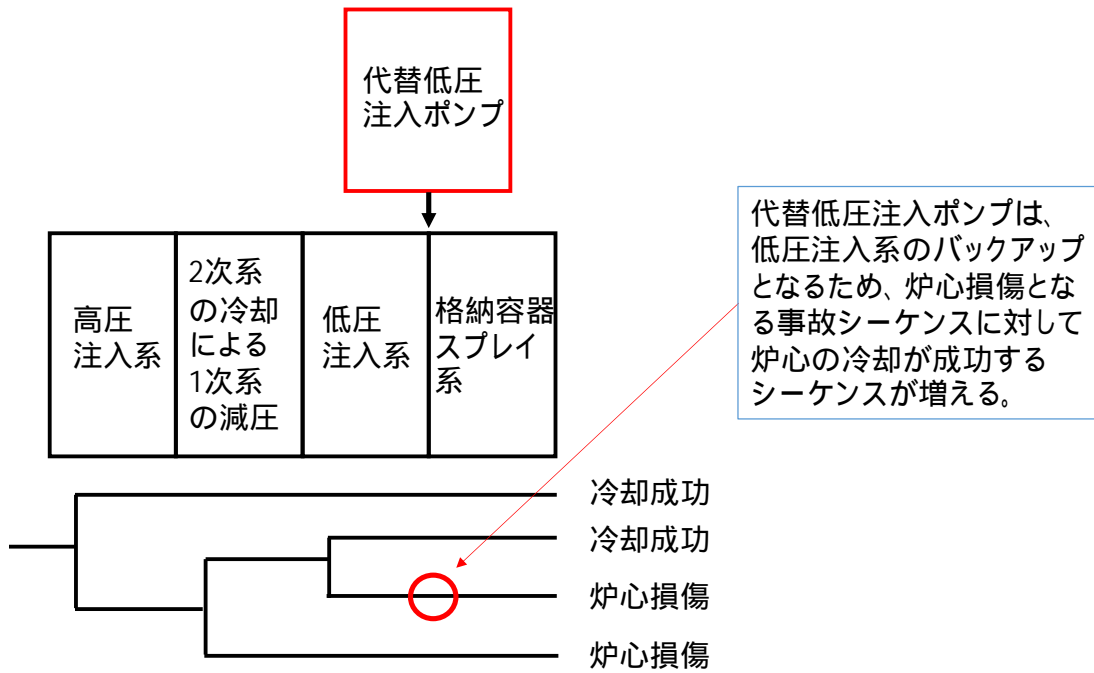 代替低圧
注入ポンプ
高圧
注入系
2次系
の冷却
による
1次系
の減圧
低圧
注入系
格納容器
スプレイ
系
代替低圧注入ポンプは、
低圧注入系のバックアップ
となるため、炉心損傷とな
る事故シーケンスに対して
炉心の冷却が成功する
シーケンスが増える。
冷却成功
冷却成功
炉心損傷
炉心損傷